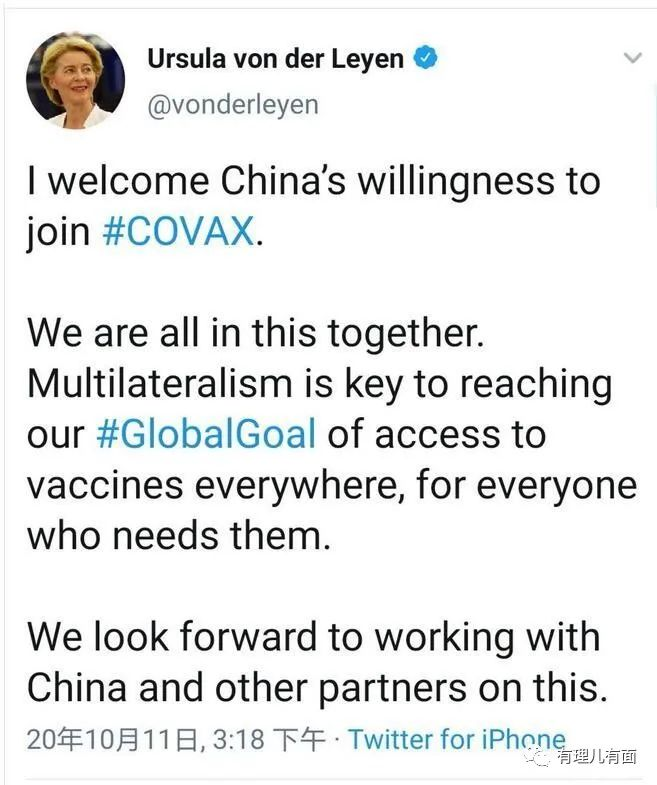 Ursula von der Leyen
@vonderleyen
I welcome China's willingness to
join #COVAX.
We are all in this together.
Multilateralism is key to reaching
our #GlobalGoal of access to
vaccines everywhere, for everyone
who needs them.
We look forward to working with
China and other partners on this.
20年10月11日, 3:18 下午 · Twitter for iPhone
有理儿有面